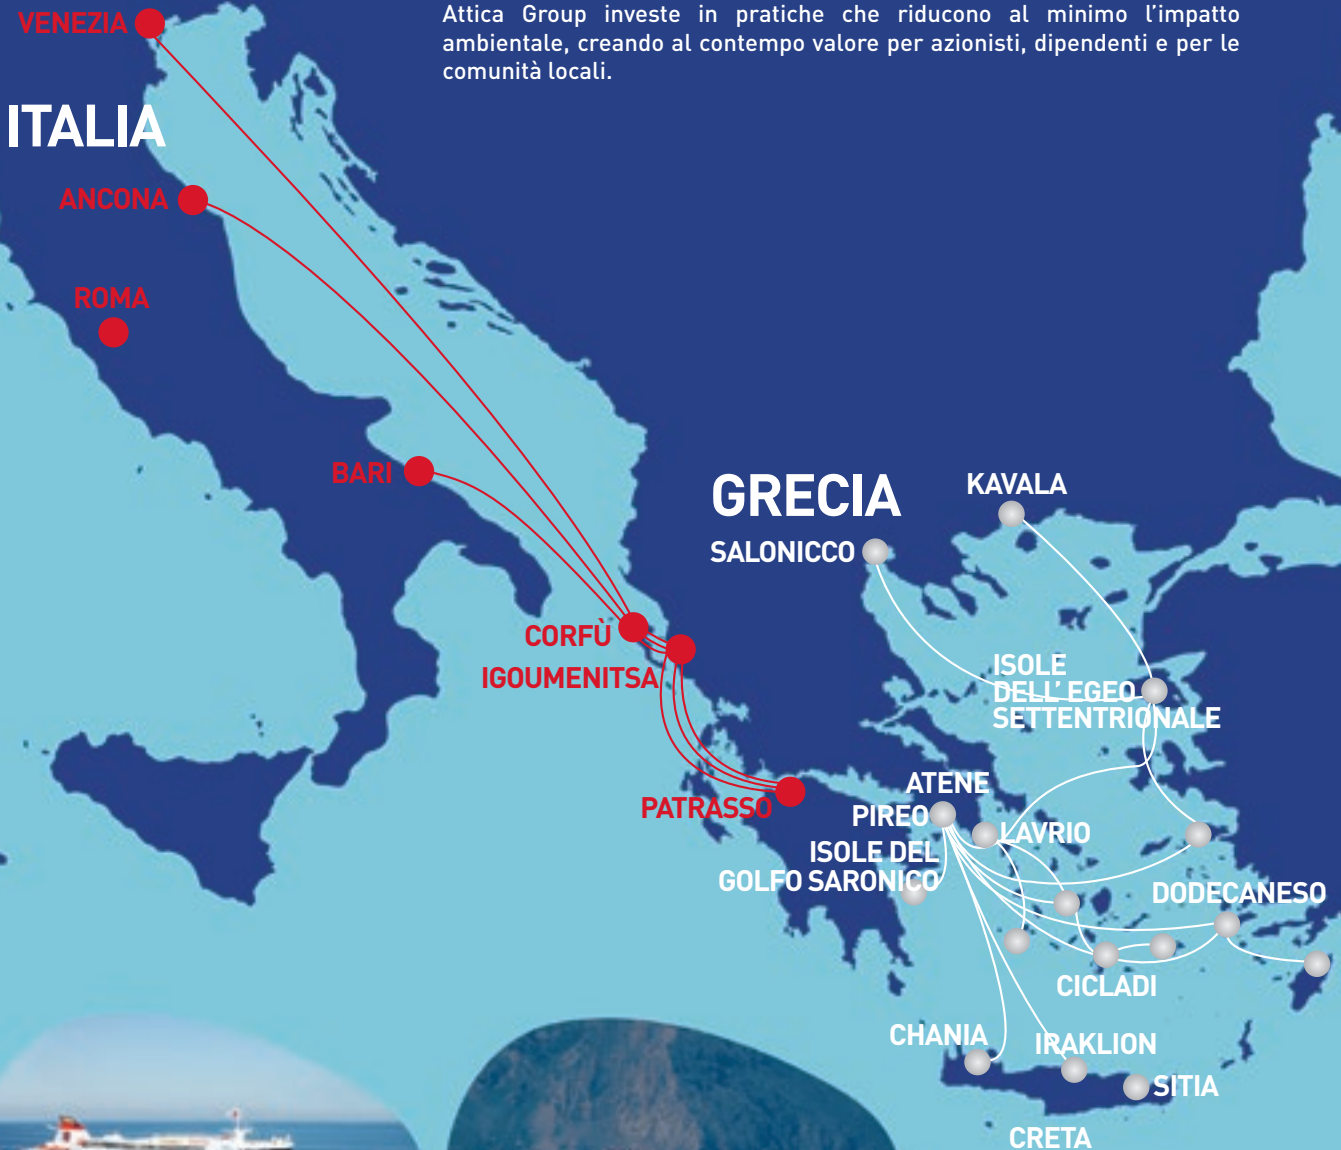 Attica Group investe in pratiche che riducono al minimo l’impatto
ambientale, creando al contempo valore per azionisti, dipendenti e per le
comunità locali.
VENEZIA
ITALIA
ANCONA
ROMA
BARI
GRECIA
KAVALA
SALONICCO
CORFÙ
IGOUMENITSA
ISOLE
DELL’ EGEO
SETTENTRIONALE
PATRASSO
ATENE
PIREO
LAVRIO
ISOLE DEL
GOLFO SARONICO
DODECANESO
CICLADI
CHANIA
IRAKLION
SITIA
CRETA